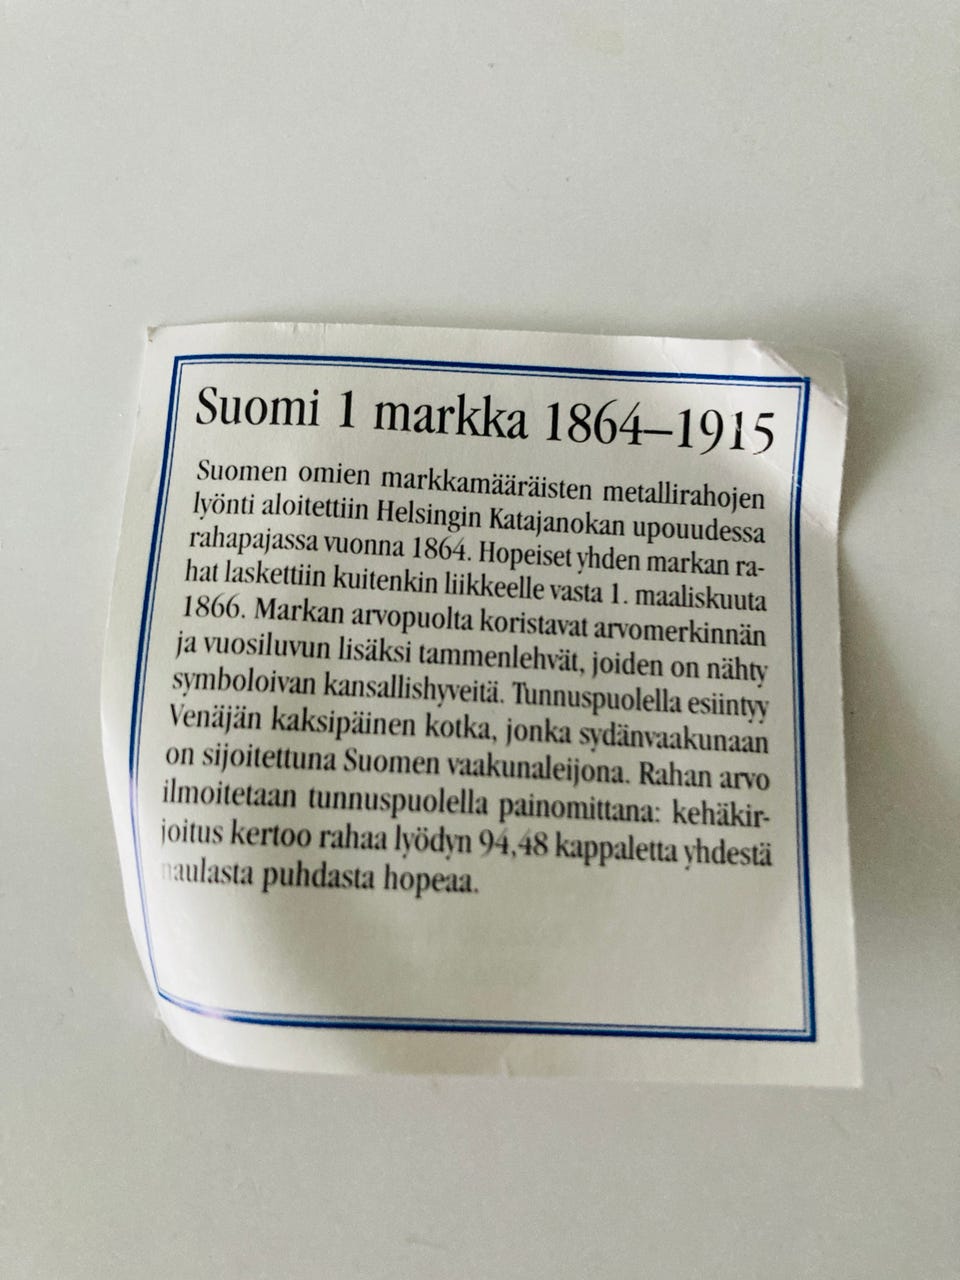 Suomi 1 markka 1864–1915
Suomen omien markkamääräisten metallirahojen
lyönti aloitettiin Helsingin Katajanokan upouudessa
rahapajassa vuonna 1864. Hopeiset yhden markan ra-
hat laskettiin kuitenkin liikkeelle vasta 1. maaliskuuta
1866. Markan arvopuolta koristavat arvomerkinnän
ja vuosiluvun lisäksi tammenlehvät, joiden on nähty
symboloivan kansallishyveitä. Tunnuspuolella esiintyy
Venäjän kaksipäinen kotka, jonka sydänvaakunaan
on sijoitettuna Suomen vaakunaleijona. Rahan arvo
ilmoitetaan tunnuspuolella painomittana: kehäkir-
joitus kertoo rahaa lyödyn 94,48 kappaletta yhdestä
naulasta puhdasta hopeaa.